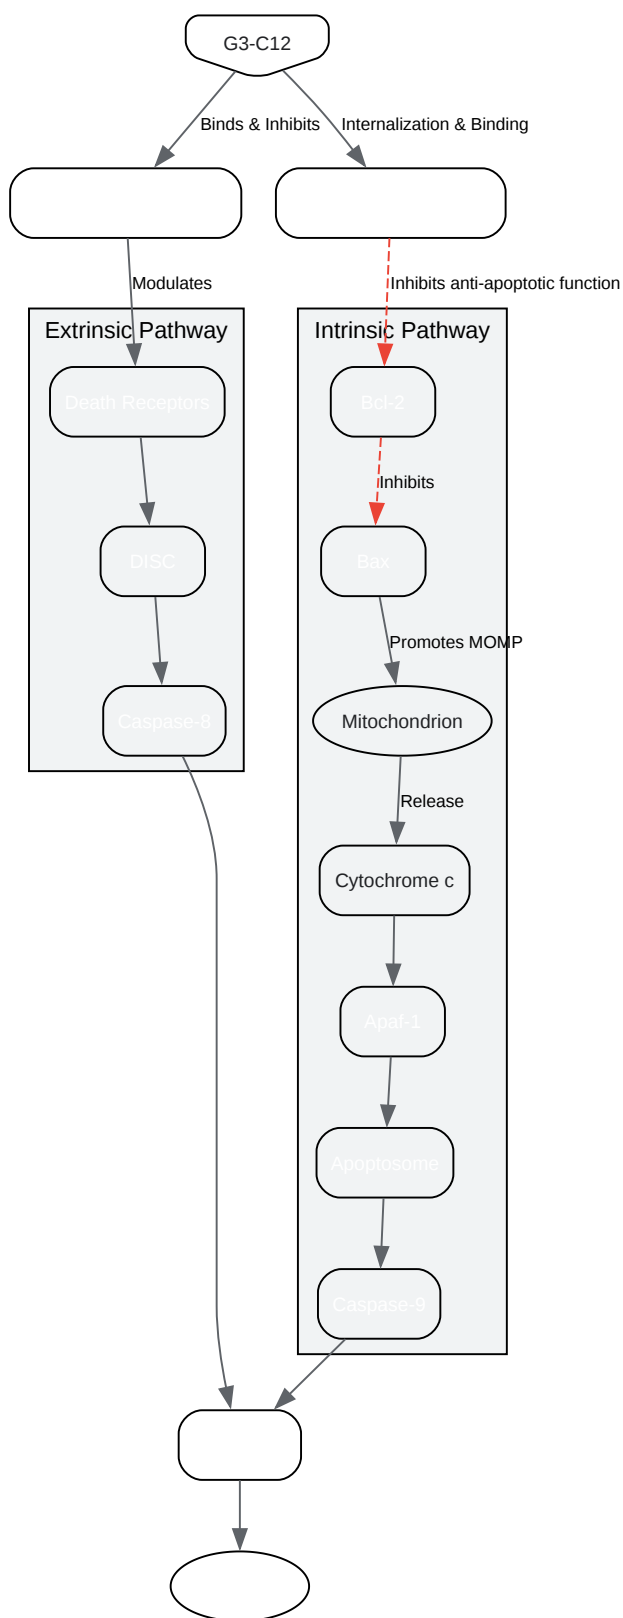 G3-C12
Binds & Inhibits
Internalization & Binding
Modulates
Inhibits anti-apoptotic function
Extrinsic Pathway
Intrinsic Pathway
Death Receptors
Bcl-2
Inhibits
DISC
Bax
Promotes MOMP
Caspase-8
Mitochondrion
Release
Cytochrome c
Apaf-1
Apoptosome
Caspase-9